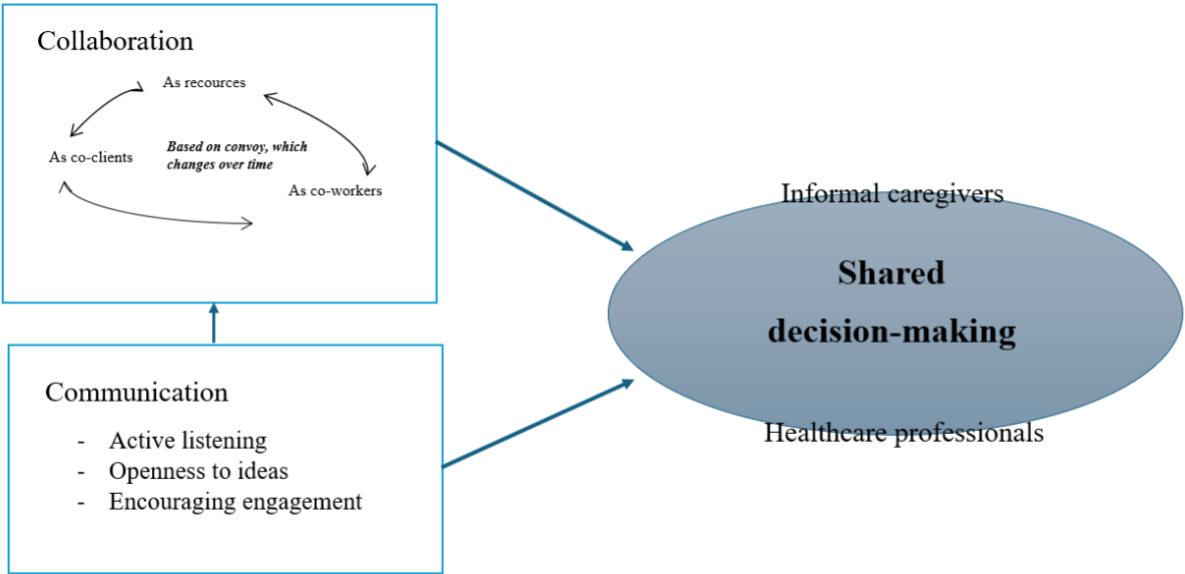 Collaboration
As recources
Based on convoy, which
changes over time
As co-clients
As co-workers
Communication
- Active listening
- Openness to ideas
- Encouraging engagement
Informal caregivers
Shared
decision-making
Healthcare professionals